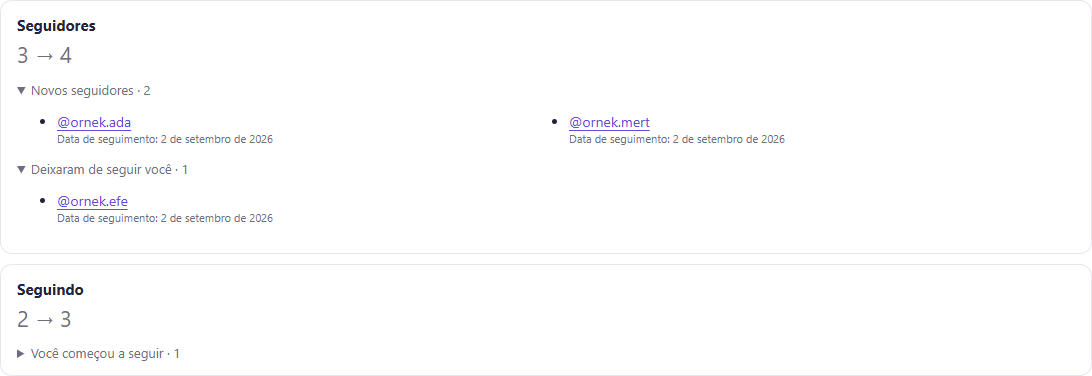 Seguidores
3 → 4
▼ Novos seguidores · 2
• @ornek.ada
Data de seguimento: 2 de setembro de 2026
• @ornek.mert
Data de seguimento: 2 de setembro de 2026
▼ Deixaram de seguir você · 1
• @ornek.efe
Data de seguimento: 2 de setembro de 2026
Seguindo
2 → 3
▶ Você começou a seguir · 1